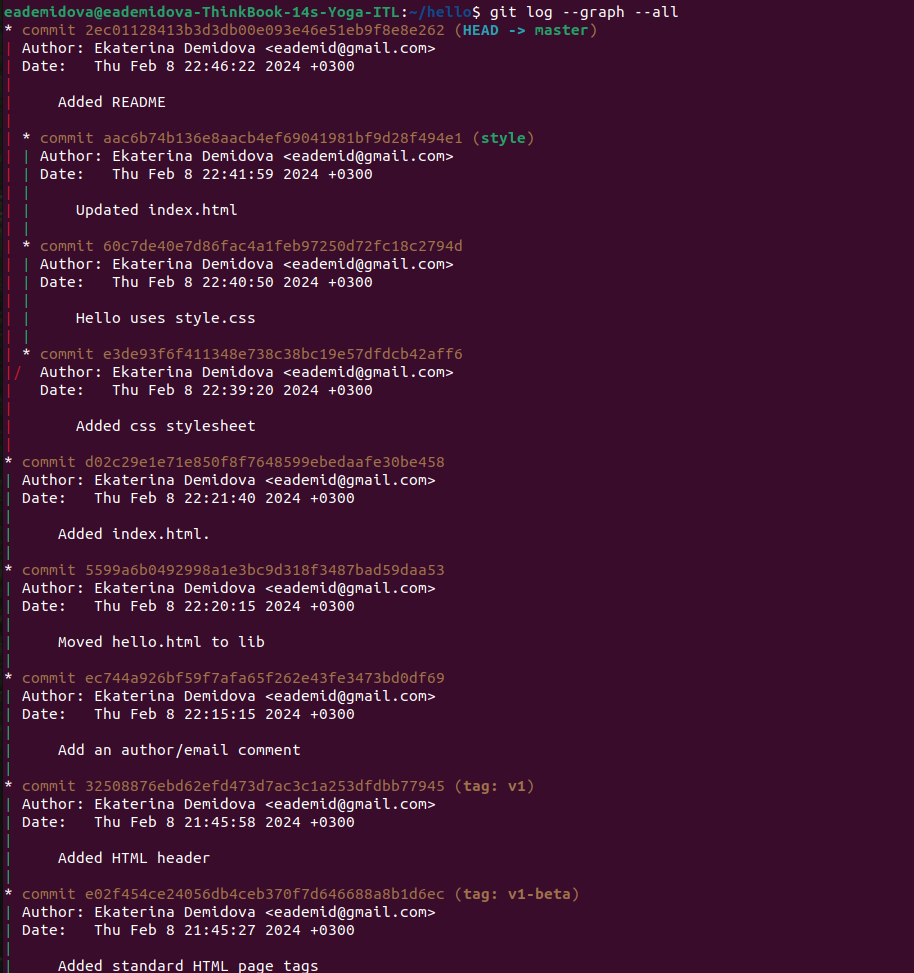 eademidova@eademidova-ThinkBook-14s-Yoga-ITL:~/hello$ git log --graph --all
* commit 2ec01128413b3d3db00e093e46e51eb9f8e8e262 (HEAD -> master)
| Author: Ekaterina Demidova <eademid@gmail.com>
| Date:   Thu Feb 8 22:46:22 2024 +0300
|
|     Added README
|
| * commit aac6b74b136e8aacb4ef69041981bf9d28f494e1 (style)
| | Author: Ekaterina Demidova <eademid@gmail.com>
| | Date:   Thu Feb 8 22:41:59 2024 +0300
| |
| |     Updated index.html
| |
| * commit 60c7de40e7d86fac4a1feb97250d72fc18c2794d
| | Author: Ekaterina Demidova <eademid@gmail.com>
| | Date:   Thu Feb 8 22:40:50 2024 +0300
| |
| |     Hello uses style.css
| |
| * commit e3de93f6f411348e738c38bc19e57dfdcb42aff6
|/  Author: Ekaterina Demidova <eademid@gmail.com>
|   Date:   Thu Feb 8 22:39:20 2024 +0300
|
|       Added css stylesheet
|
* commit d02c29e1e71e850f8f7648599ebedaafe30be458
| Author: Ekaterina Demidova <eademid@gmail.com>
| Date:   Thu Feb 8 22:21:40 2024 +0300
|
|     Added index.html.
|
* commit 5599a6b0492998a1e3bc9d318f3487bad59daa53
| Author: Ekaterina Demidova <eademid@gmail.com>
| Date:   Thu Feb 8 22:20:15 2024 +0300
|
|     Moved hello.html to lib
|
* commit ec744a926bf59f7afa65f262e43fe3473bd0df69
| Author: Ekaterina Demidova <eademid@gmail.com>
| Date:   Thu Feb 8 22:15:15 2024 +0300
|
|     Add an author/email comment
|
* commit 32508876ebd62efd473d7ac3c1a253dfdbb77945 (tag: v1)
| Author: Ekaterina Demidova <eademid@gmail.com>
| Date:   Thu Feb 8 21:45:58 2024 +0300
|
|     Added HTML header
|
* commit e02f454ce24056db4ceb370f7d646688a8b1d6ec (tag: v1-beta)
| Author: Ekaterina Demidova <eademid@gmail.com>
| Date:   Thu Feb 8 21:45:27 2024 +0300
|
|     Added standard HTML page tags